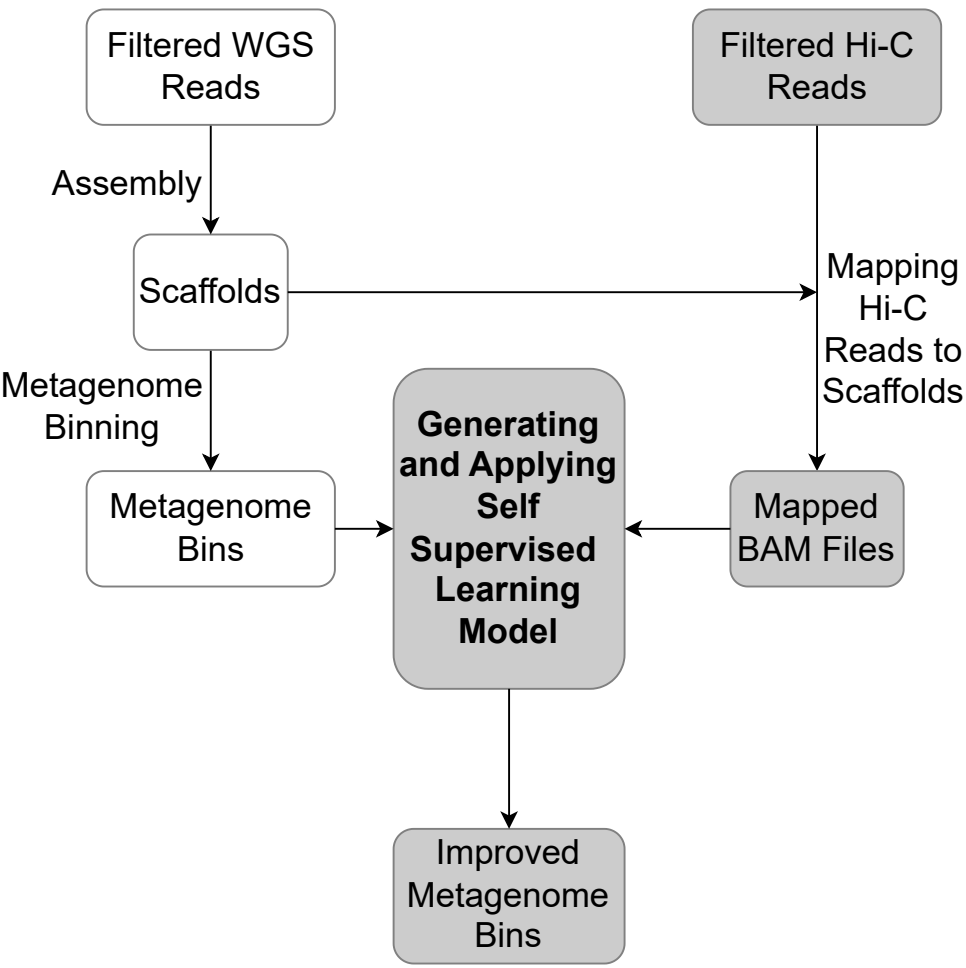 Filtered WGS
Reads
Filtered Hi-C
Reads
Assembly
Scaffolds
Mapping
Hi-C
Reads to
Scaffolds
Metagenome
Binning
Generating
and Applying
Self
Supervised
Learning
Model
Metagenome
Bins
Mapped
BAM Files
Improved
Metagenome
Bins